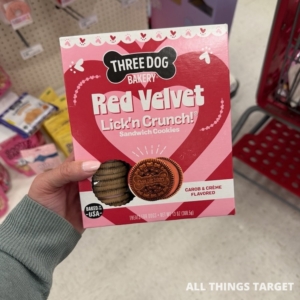 THREE DOG
BAKERY
Red Velvet
Lick'n Crunch!
Sandwich Cookies
CAROB & CRÈME
FLAVORED
BAKED IN
USA
ALL THINGS TARGET